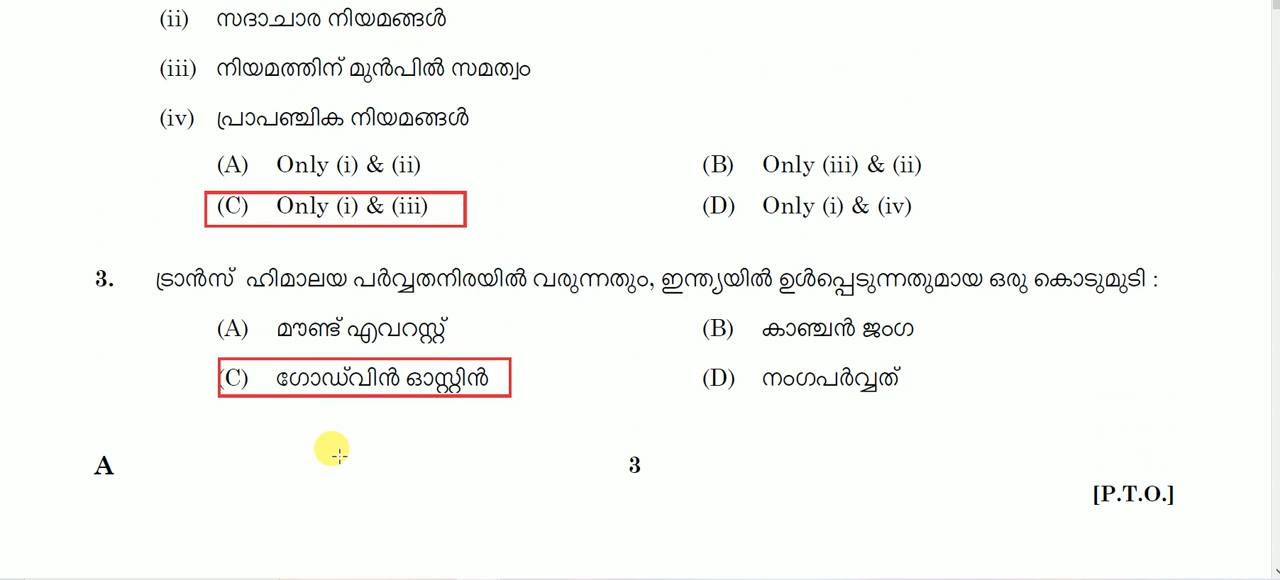 (ii) സദാചാര നിയമങ്ങൾ
(iii) നിയമത്തിന് മുൻപിൽ സമത്വം
(iv) പ്രാപഞ്ചിക നിയമങ്ങൾ
(A) Only (i) & (ii) (B) Only (iii) & (ii)
(C) Only (i) & (iii) (D) Only (i) & (iv)
3. ട്രാൻസ് ഹിമാലയ പർവ്വതനിരയിൽ വരുന്നതും, ഇന്ത്യയിൽ ഉൾപ്പെടുന്നതുമായ ഒരു കൊടുമുടി :
(A) മൗണ്ട് എവറസ്റ്റ് (B) കാഞ്ചൻ ജംഗ
(C) ഗോഡ്‌വിൻ ഓസ്റ്റിൻ (D) നംഗപർവ്വത്
A 3
[P.T.O.]